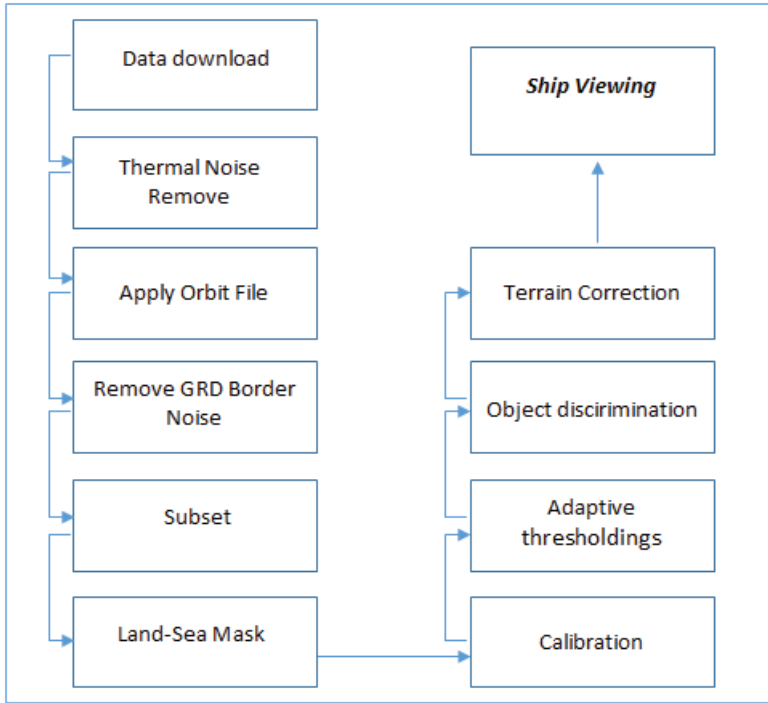 Data download
Thermal Noise
Remove
Apply Orbit File
Remove GRD Border
Noise
Subset
Land-Sea Mask
Ship Viewing
Terrain Correction
Object discirimination
Adaptive
thresholdings
Calibration